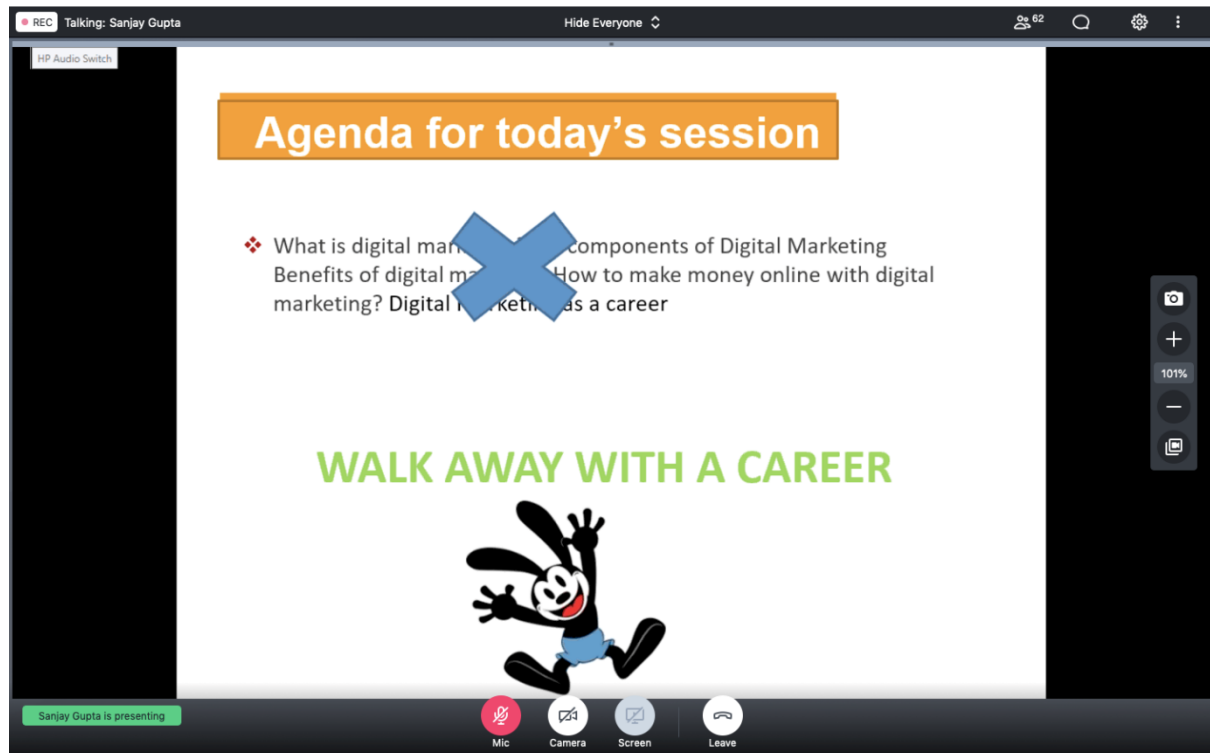 REC Talking: Sanjay Gupta Hide Everyone 62
HP Audio Switch
Agenda for today's session
What is digital components of Digital Marketing
Benefits of digital How to make money online with digital
marketing? Digital as a career
101%
WALK AWAY WITH A CAREER
Sanjay Gupta is presenting
Mic Camera Screen Leave